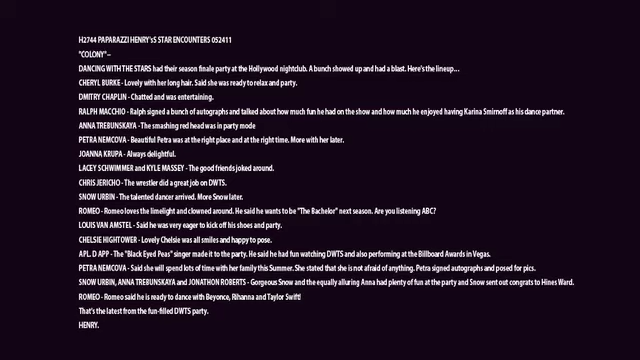 H2744 PAPARAZZI HENRY'sS STAR ENCOUNTERS 052411
"COLONY"--
DANCING WITH THE STARS had their season finale party at the Hollywood nightclub. A bunch showed up and had a blast. Here's the lineup...
CHERYL BURKE - Lovely with her long hair. Said she was ready to relax and party.
DMITRY CHAPLIN - Chatted and was entertaining.
RALPH MACCHIO - Ralph signed a bunch of autographs and talked about how much fun he had on the show and how much he enjoyed having Karina Smirnoff as his dance partner.
ANNA TREBUNSKAYA - The smashing red head was in party mode
PETRA NEMCOVA - Beautiful Petra was at the right place and at the right time. More with her later.
JOANNA KRUPA - Always delightful.
LACEY SCHWIMMER and KYLE MASSEY - The good friends joked around.
CHRIS JERICHO - The wrestler did a great job on DWTS.
SNOW URBIN - The talented dancer arrived. More Snow later.
ROMEO - Romeo loves the limelight and clowned around. He said he wants to be "The Bachelor" next season. Are you listening ABC?
LOUIS VAN AMSTEL - Said he was very eager to kick off his shoes and party.
CHELSIE HIGHTOWER - Lovely Chelsie was all smiles and happy to pose.
APL. D APP - The "Black Eyed Peas" singer made it to the party. He said he had fun watching DWTS and also performing at the Billboard Awards in Vegas.
PETRA NEMCOVA - Said she will spend lots of time with her family this Summer. She stated that she is not afraid of anything. Petra signed autographs and posed for pics.
SNOW URBIN, ANNA TREBUNSKAYA and JONATHON ROBERTS - Gorgeous Snow and the equally alluring Anna had plenty of fun at the party and Snow sent out congrats to Hines Ward.
ROMEO - Romeo said he is ready to dance with Beyonce, Rihanna and Taylor Swift!
That's the latest from the fun-filled DWTS party.
HENRY.